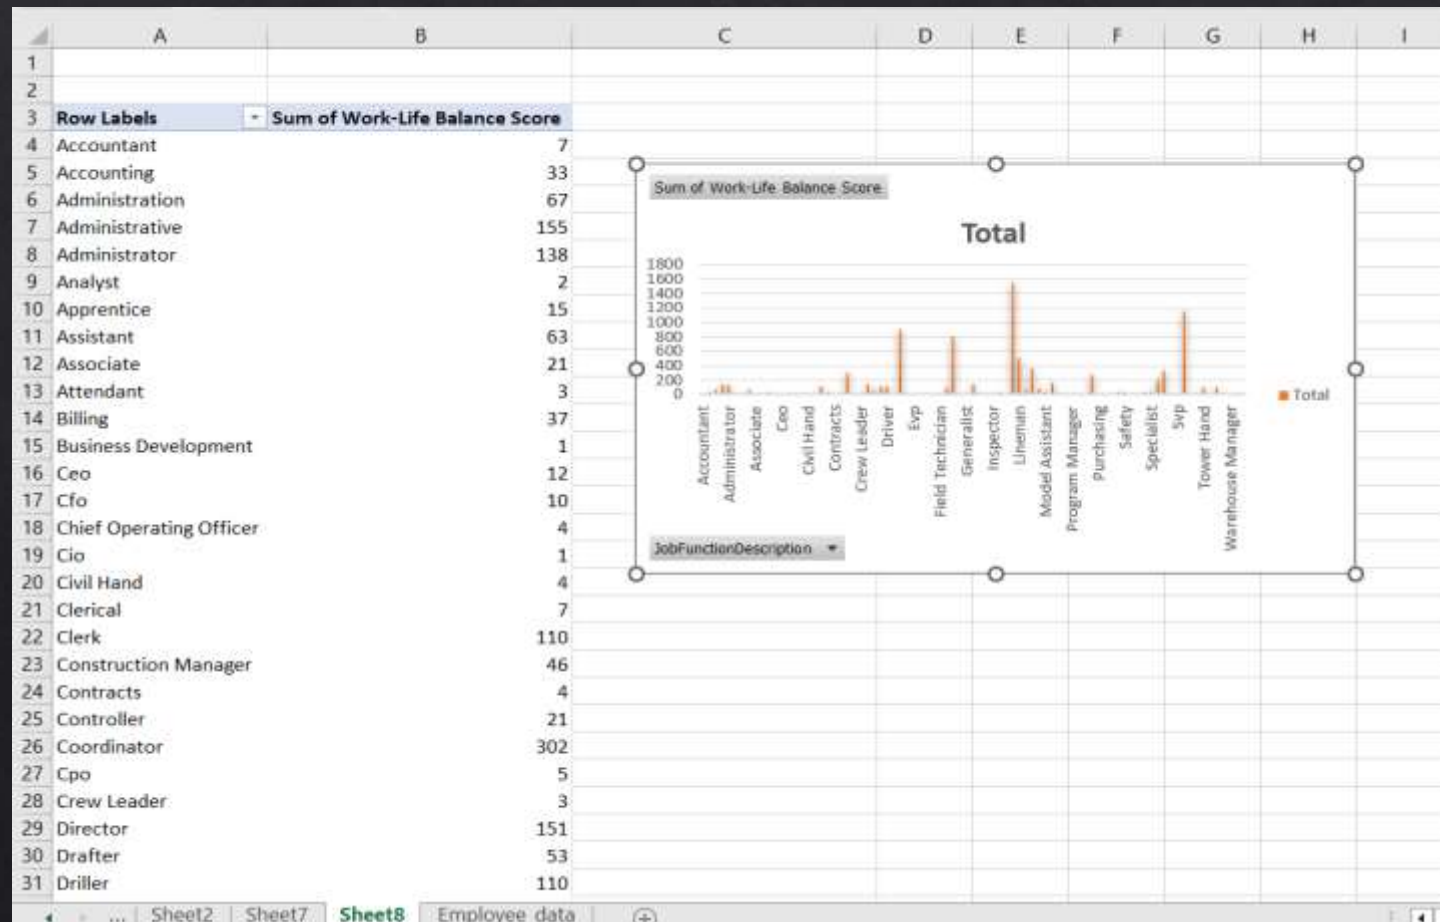 A B C D E F G H I
1
2
3 Row Labels Sum of Work-Life Balance Score
4 Accountant 7
5 Accounting 33
6 Administration 67
7 Administrative 155
8 Administrator 138
9 Analyst 2
10 Apprentice 15
11 Assistant 63
12 Associate 21
13 Attendant 3
14 Billing 37
15 Business Development 1
16 Ceo 12
17 Cfo 10
18 Chief Operating Officer 4
19 Cio 1
20 Civil Hand 4
21 Clerical 7
22 Clerk 110
23 Construction Manager 46
24 Contracts 4
25 Controller 21
26 Coordinator 302
27 Cpo 5
28 Crew Leader 3
29 Director 151
30 Drafter 53
31 Driller 110
Sum of Work-Life Balance Score
Total
1800
1600
1400
1200
1000
800
600
400
200
0
Accountant
Administrator
Associate
Ceo
Civil Hand
Contracts
Crew Leader
Driver
Evp
Field Technician
Generalist
Inspector
Lineman
Model Assistant
Program Manager
Purchasing
Safety
Specialist
Svp
Tower Hand
Warehouse Manager
Total
JobFunctionDescription
... Sheet2 Sheet7 Sheet8 Employee_data